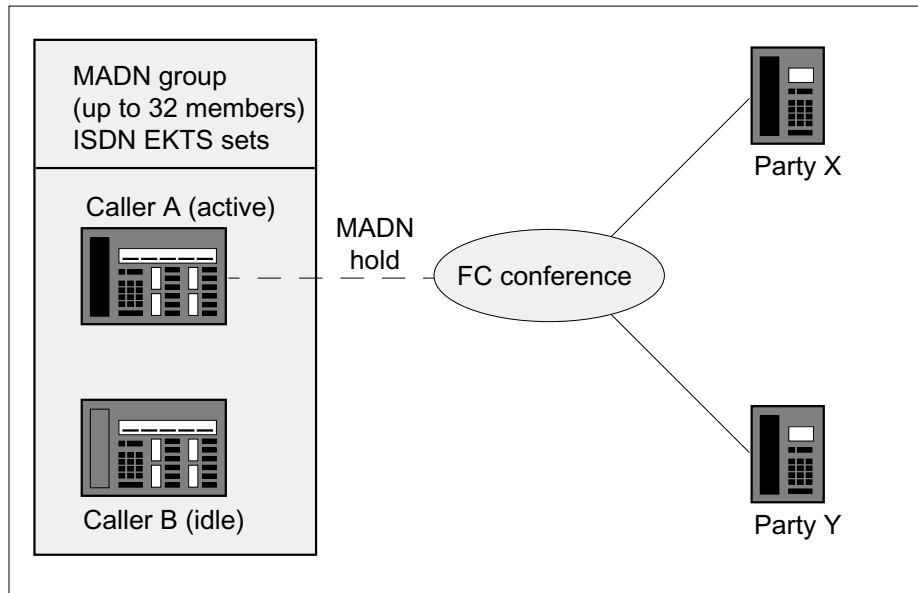 MADN group
(up to 32 members)
ISDN EKTS sets
Caller A (active)
MADN
hold
FC conference
Party X
Caller B (idle)
Party Y